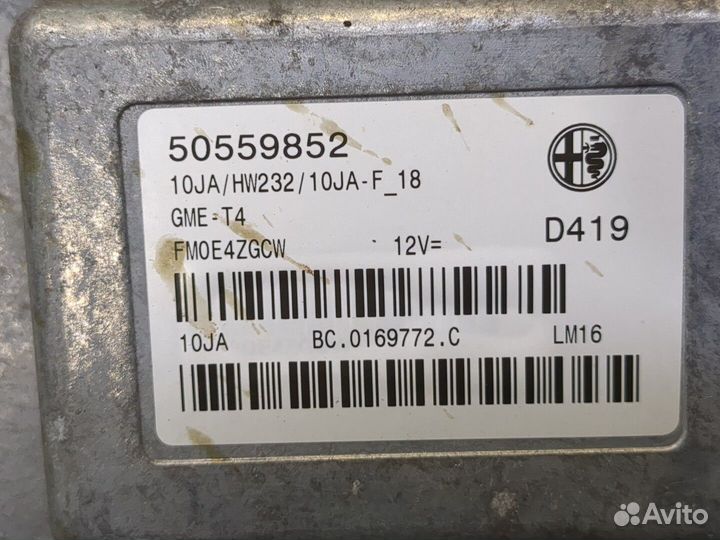 50559852
10JA/HW232/10JA-F_18
GME-T4
FM0E4ZGCW 12V=
D419
10JA BC.0169772.C LM16
Avito